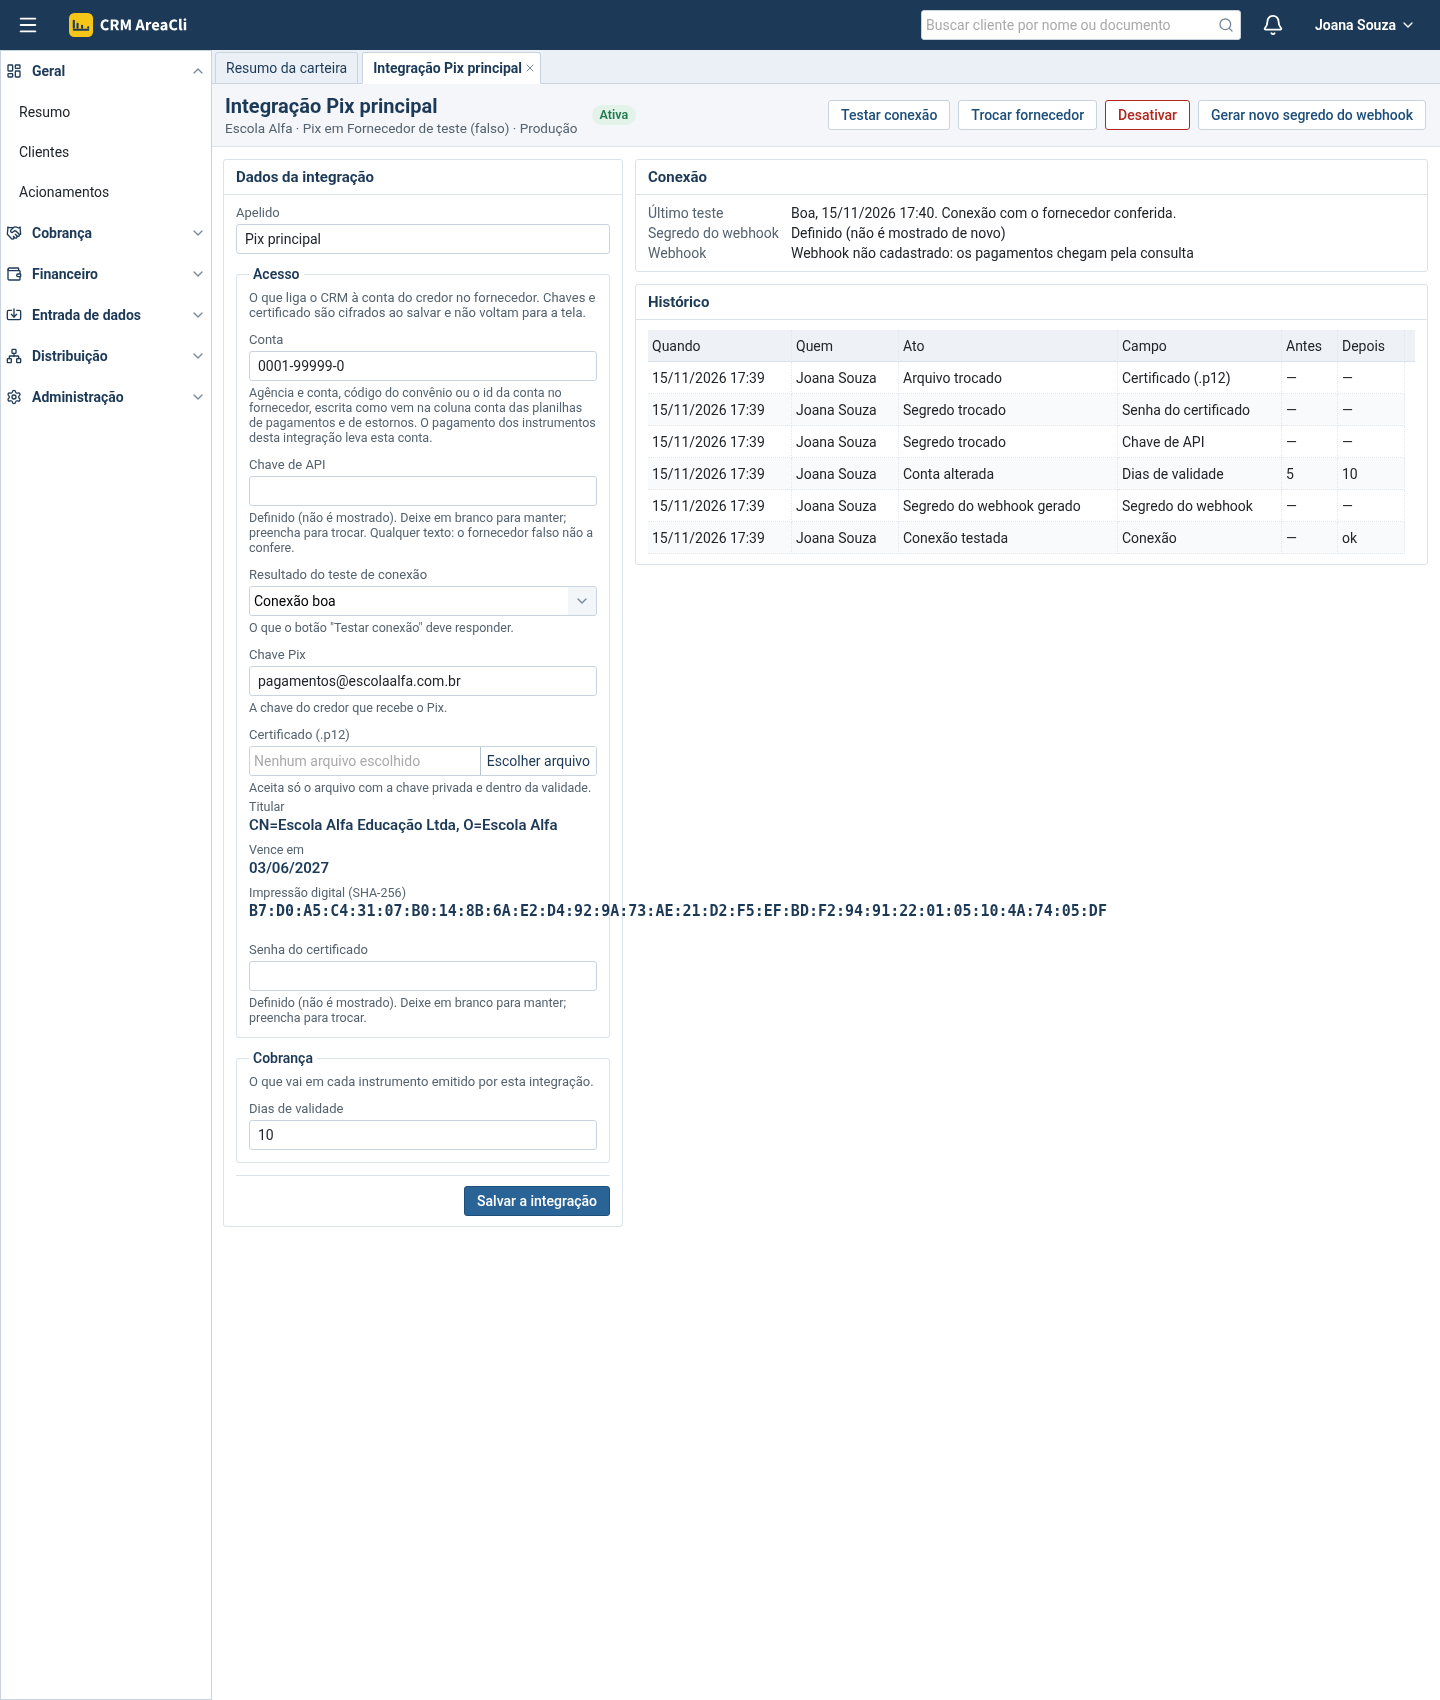 CRM AreaCli
Buscar cliente por nome ou documento
Joana Souza
Geral
Resumo
Clientes
Acionamentos
Cobrança
Financeiro
Entrada de dados
Distribuição
Administração
Resumo da carteira
Integração Pix principal
Integração Pix principal
Escola Alfa · Pix em Fornecedor de teste (falso) · Produção
Ativa
Testar conexão
Trocar fornecedor
Desativar
Gerar novo segredo do webhook
Dados da integração
Apelido
Pix principal
Acesso
O que liga o CRM à conta do credor no fornecedor. Chaves e
certificado são cifrados ao salvar e não voltam para a tela.
Conta
0001-99999-0
Agência e conta, código do convênio ou o id da conta no
fornecedor, escrita como vem na coluna conta das planilhas
de pagamentos e de estornos. O pagamento dos instrumentos
desta integração leva esta conta.
Chave de API
Definido (não é mostrado). Deixe em branco para manter;
preencha para trocar. Qualquer texto: o fornecedor falso não a
confere.
Resultado do teste de conexão
Conexão boa
O que o botão "Testar conexão" deve responder.
Chave Pix
pagamentos@escolaalfa.com.br
A chave do credor que recebe o Pix.
Certificado (.p12)
Nenhum arquivo escolhido
Escolher arquivo
Aceita só o arquivo com a chave privada e dentro da validade.
Titular
CN=Escola Alfa Educação Ltda, O=Escola Alfa
Vence em
03/06/2027
Impressão digital (SHA-256)
B7:D0:A5:C4:31:07:B0:14:8B:6A:E2:D4:92:9A:73:AE:21:D2:F5:EF:BD:F2:94:91:22:01:05:10:4A:74:05:DF
Senha do certificado
Definido (não é mostrado). Deixe em branco para manter;
preencha para trocar.
Cobrança
O que vai em cada instrumento emitido por esta integração.
Dias de validade
10
Salvar a integração
Conexão
Último teste Boa, 15/11/2026 17:40. Conexão com o fornecedor conferida.
Segredo do webhook Definido (não é mostrado de novo)
Webhook Webhook não cadastrado: os pagamentos chegam pela consulta
Histórico
Quando Quem Ato Campo Antes Depois
15/11/2026 17:39 Joana Souza Arquivo trocado Certificado (.p12) — —
15/11/2026 17:39 Joana Souza Segredo trocado Senha do certificado — —
15/11/2026 17:39 Joana Souza Segredo trocado Chave de API — —
15/11/2026 17:39 Joana Souza Conta alterada Dias de validade 5 10
15/11/2026 17:39 Joana Souza Segredo do webhook gerado Segredo do webhook — —
15/11/2026 17:39 Joana Souza Conexão testada Conexão — ok